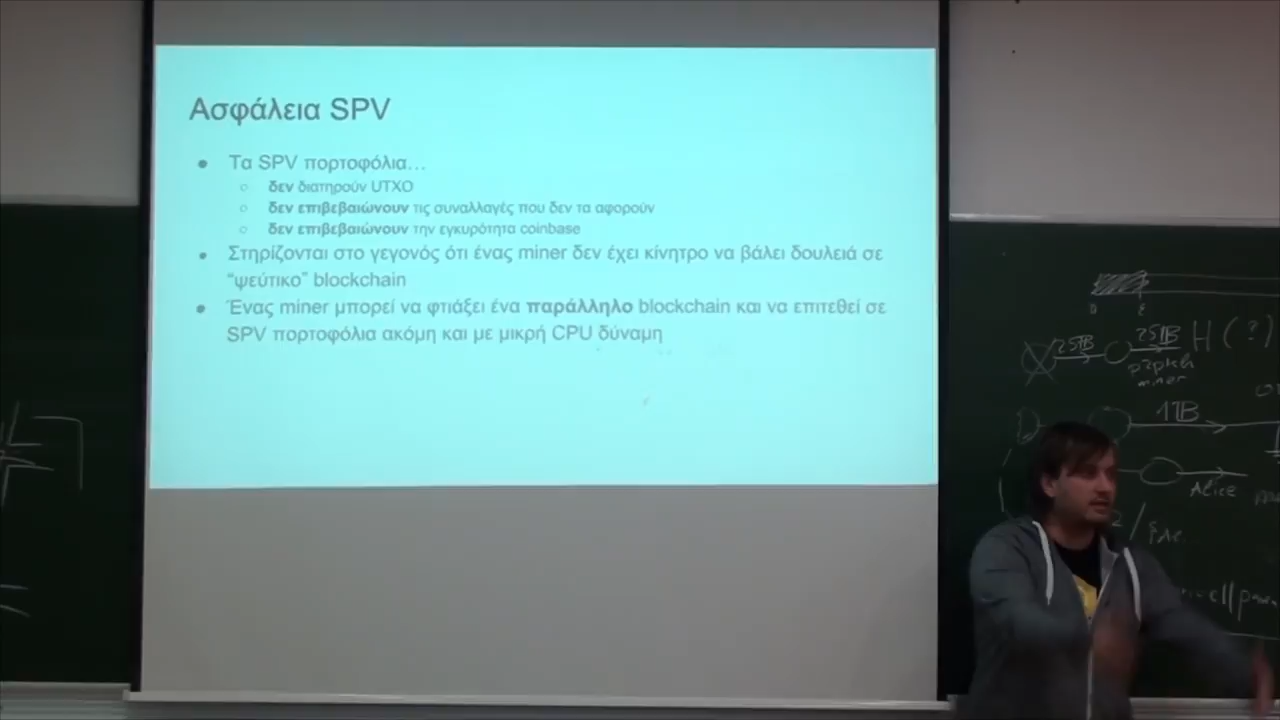 Ασφάλεια SPV
● Τα SPV πορτοφόλια…
○ δεν διατηρούν UTXO
○ δεν επιβεβαιώνουν τις συναλλαγές που δεν τα αφορούν
○ δεν επιβεβαιώνουν την εγκυρότητα coinbase
● Στηρίζονται στο γεγονός ότι ένας miner δεν έχει κίνητρο να βάλει δουλειά σε
“ψεύτικο” blockchain
● Ένας miner μπορεί να φτιάξει ένα παράλληλο blockchain και να επιτεθεί σε
SPV πορτοφόλια ακόμη και με μικρή CPU δύναμη
25B 25B H(?)
miner
1B
Alice